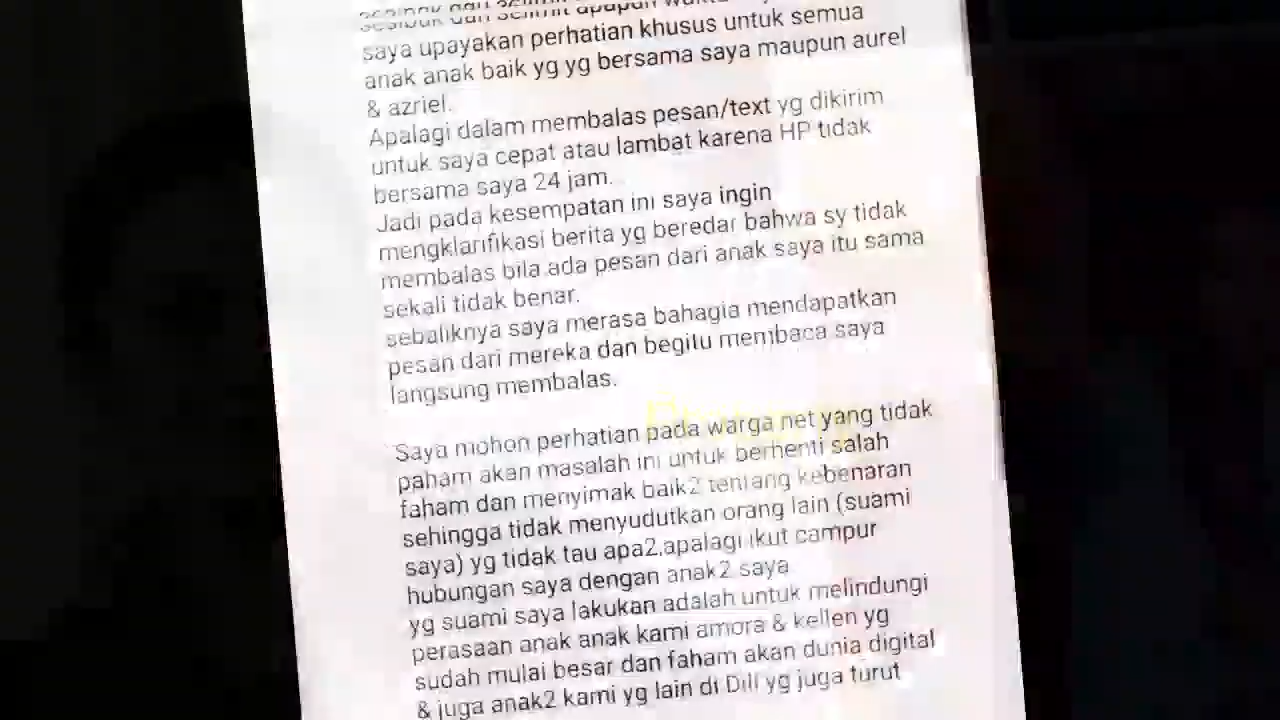 sesibuk dan selimit apapun
saya upayakan perhatian khusus untuk semua
anak anak baik yg yg bersama saya maupun aurel
& azriel.
Apalagi dalam membalas pesan/text yg dikirim
untuk saya cepat atau lambat karena HP tidak
bersama saya 24 jam.
Jadi pada kesempatan ini saya ingin
mengklarifikasi berita yg beredar bahwa sy tidak
membalas bila ada pesan dari anak saya itu sama
sekali tidak benar.
sebaliknya saya merasa bahagia mendapatkan
pesan dari mereka dan begitu membaca saya
langsung membalas.
Saya mohon perhatian pada warga net yang tidak
paham akan masalah ini untuk berhenti salah
faham dan menyimak baik2 tentang kebenaran
sehingga tidak menyudutkan orang lain (suami
saya) yg tidak tau apa2,apalagi ikut campur
hubungan saya dengan anak2 saya
yg suami saya lakukan adalah untuk melindungi
perasaan anak anak kami amora & kellen yg
sudah mulai besar dan faham akan dunia digital
& juga anak2 kami yg lain di Dili yg juga turut